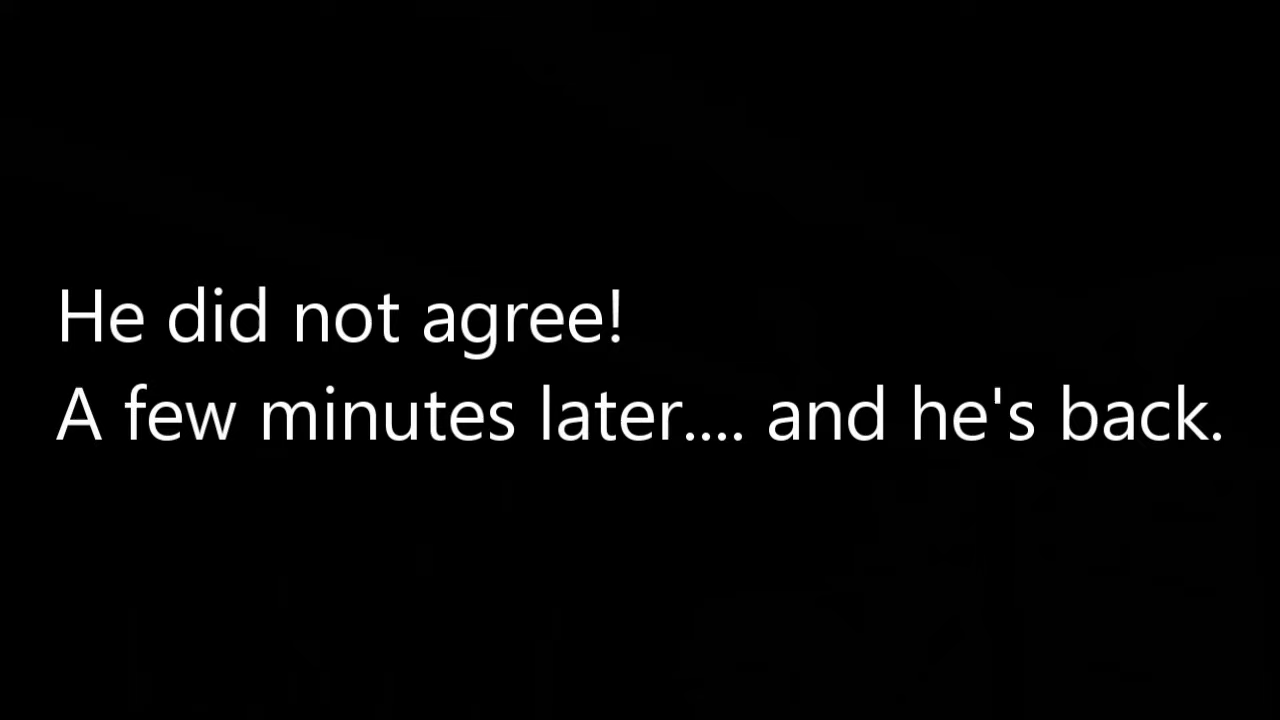 He did not agree!
A few minutes later.... and he's back.